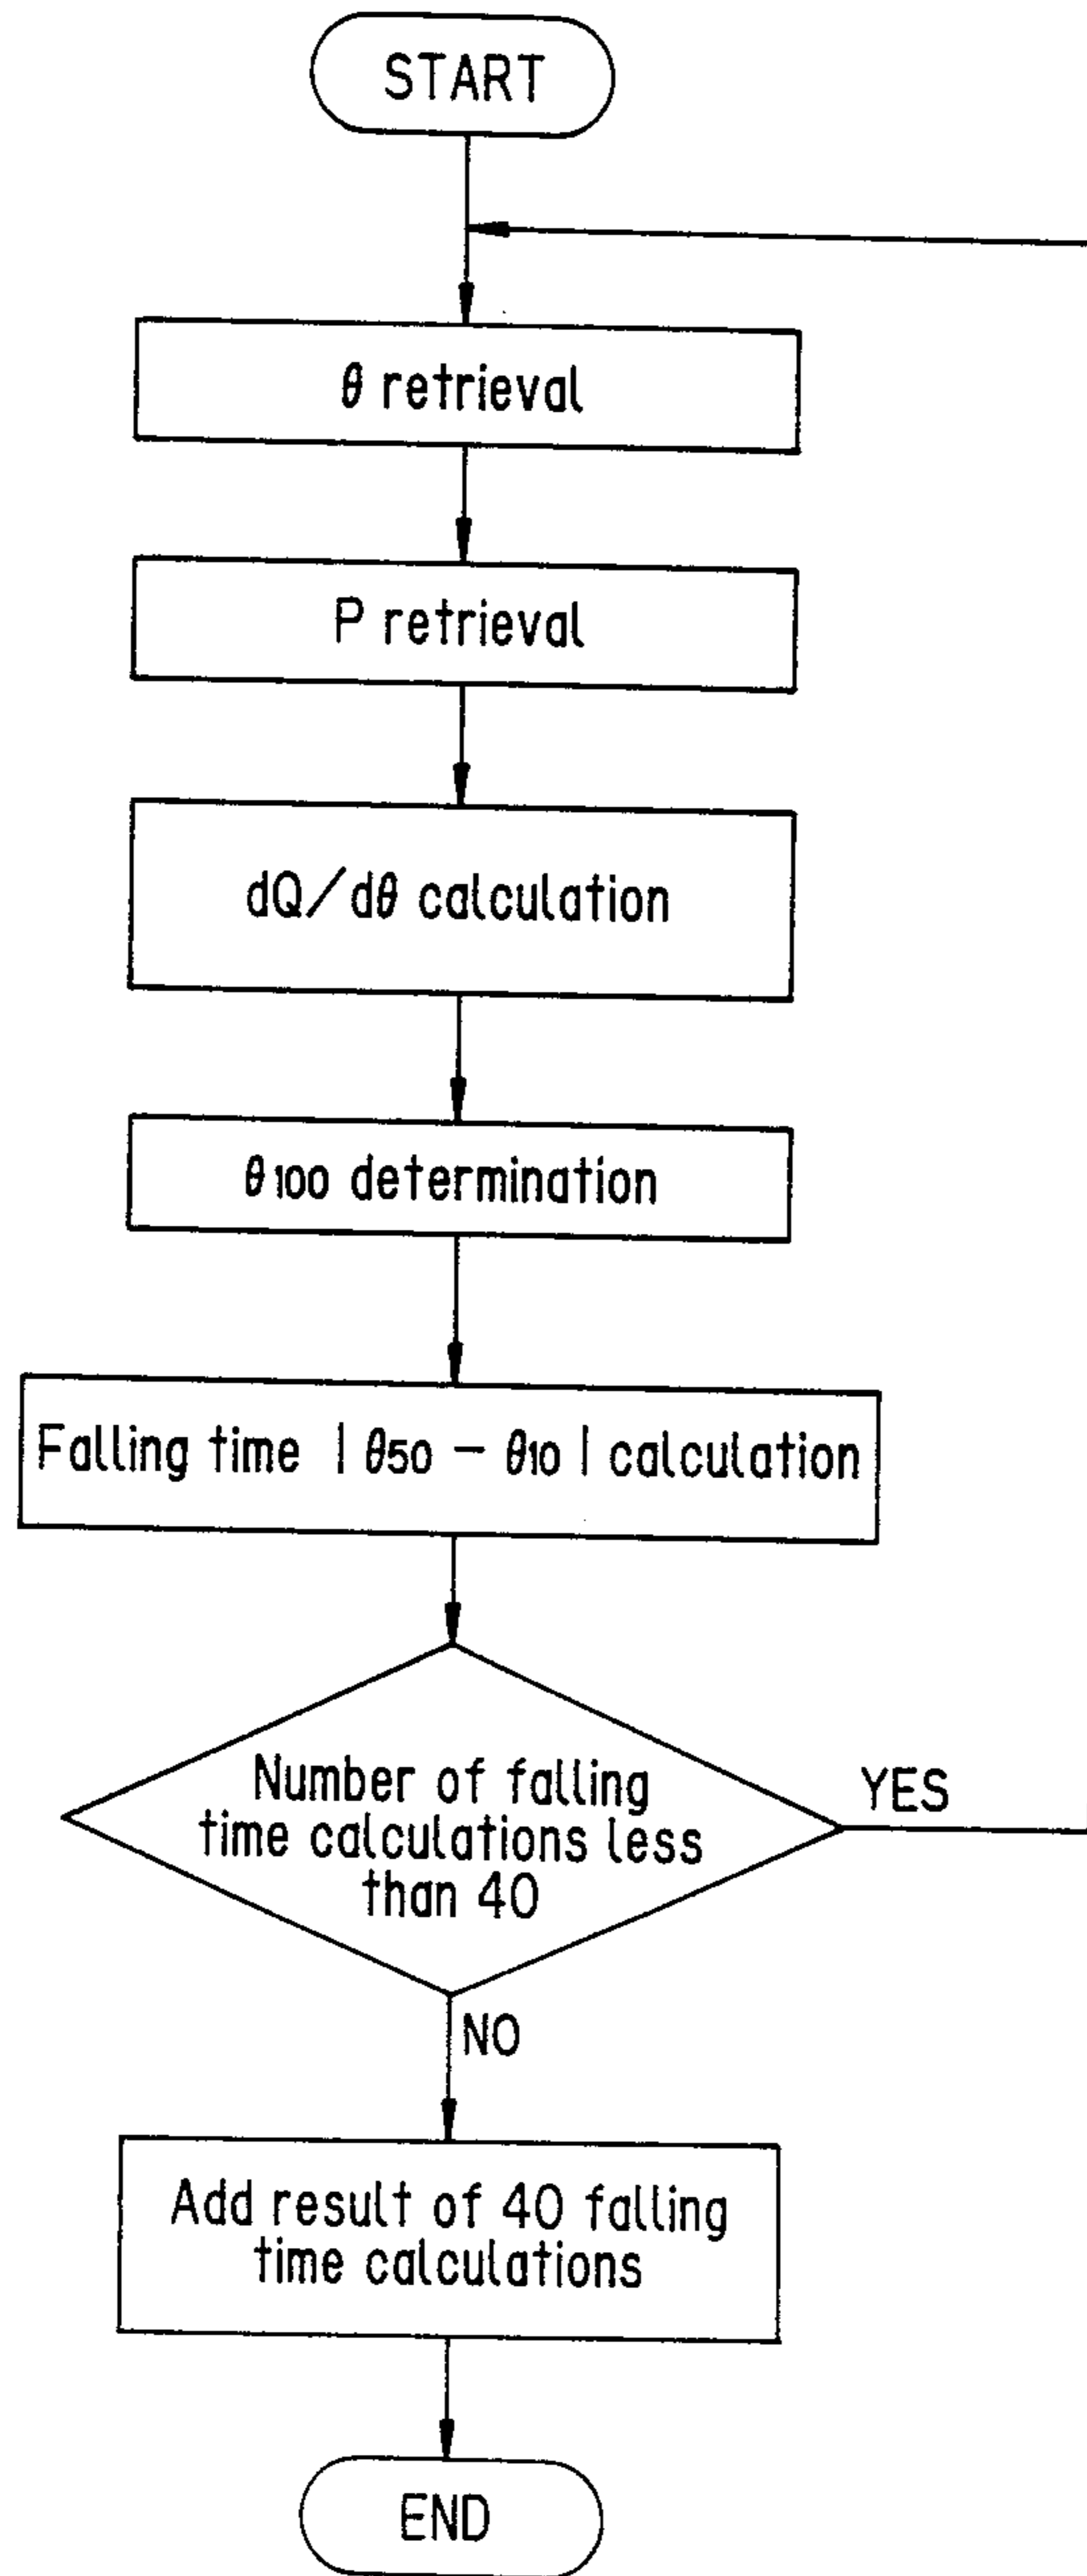 START
θ retrieval
P retrieval
dQ/dθ calculation
θ100 determination
Falling time | θ50 − θ10 | calculation
Number of falling
time calculations less
than 40
YES
NO
Add result of 40 falling
time calculations
END